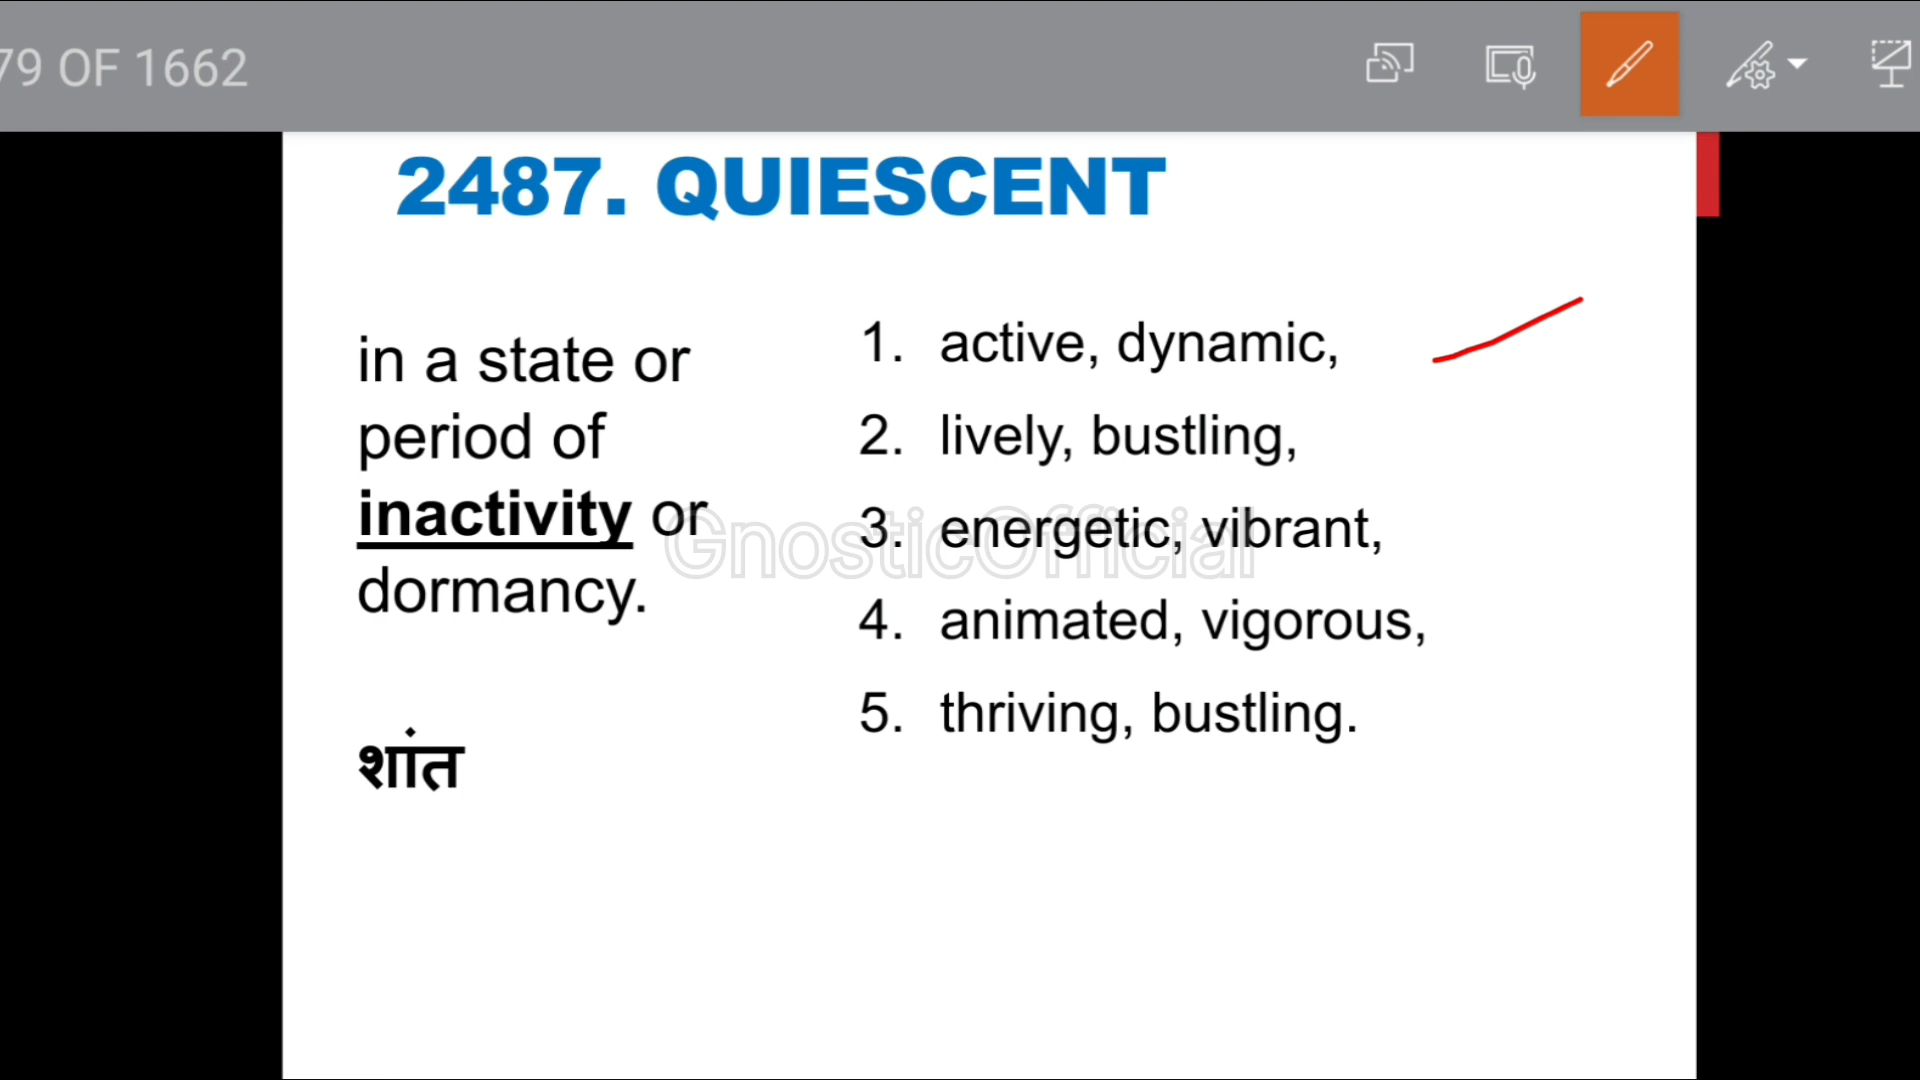 79 OF 1662
2487. QUIESCENT
in a state or
period of
inactivity or
dormancy.
शांत
1. active, dynamic,
2. lively, bustling,
3. energetic, vibrant,
4. animated, vigorous,
5. thriving, bustling.
GnosticOfficial